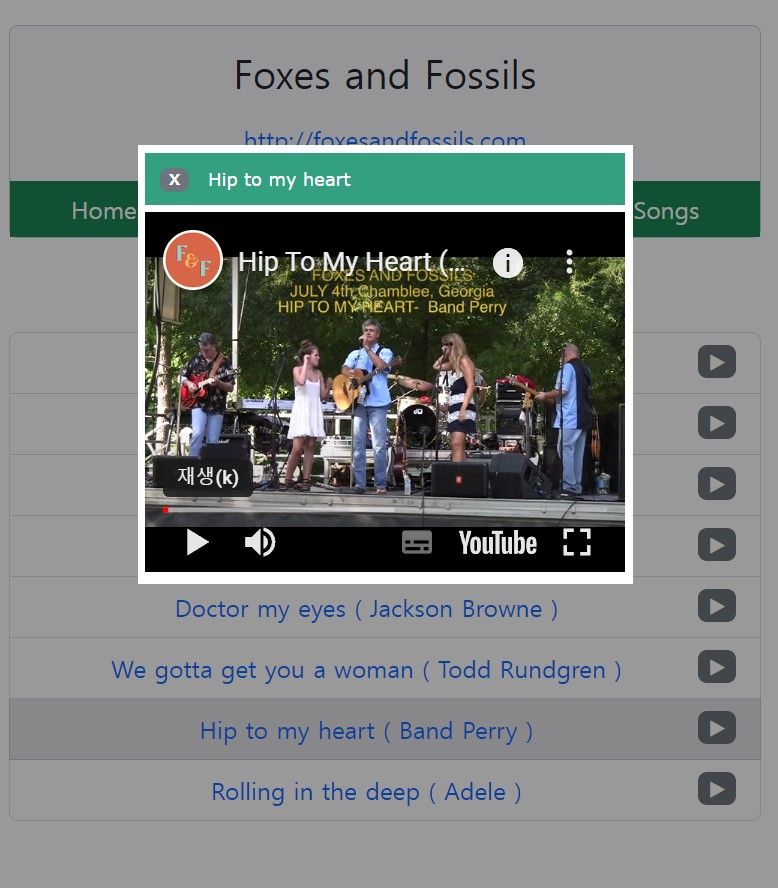 Foxes and Fossils
http://foxesandfossils.com
Home
Songs
X Hip to my heart
F&F
Hip To My Heart (...
FOXES AND FOSSILS
JULY 4th Chamblee, Georgia
HIP TO MY HEART- Band Perry
재생(k)
YouTube
Doctor my eyes ( Jackson Browne )
We gotta get you a woman ( Todd Rundgren )
Hip to my heart ( Band Perry )
Rolling in the deep ( Adele )